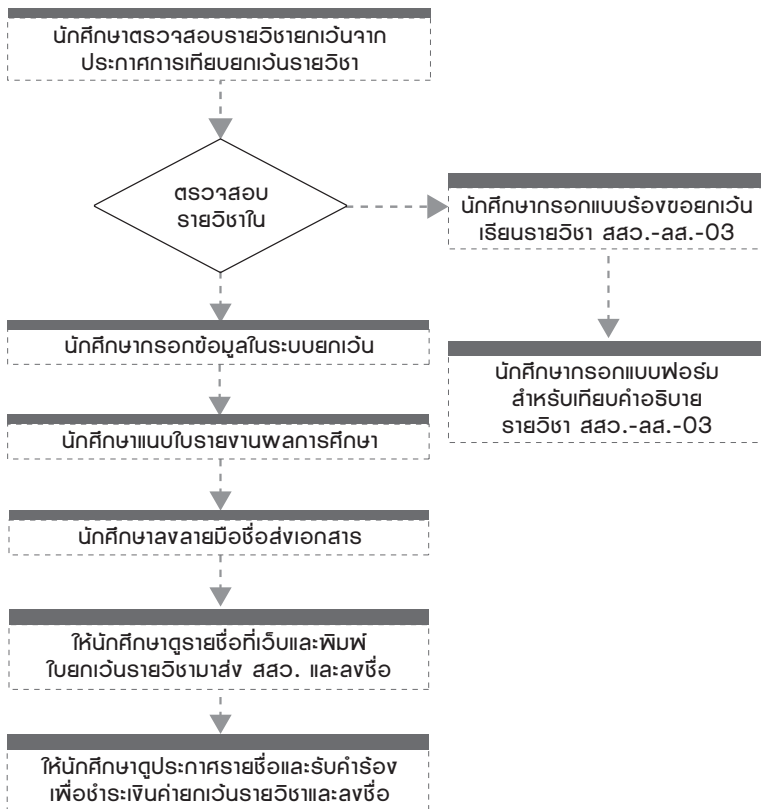 นักศึกษาตรวจสอบรายวิชายกเว้นจาก
ประกาศการเทียบยกเว้นรายวิชา
ตรวจสอบ
รายวิชาใน
นักศึกษากรอกแบบร้องขอยกเว้น
เรียนรายวิชา สสว.-ลส.-03
นักศึกษากรอกข้อมูลในระบบยกเว้น
นักศึกษากรอกแบบฟอร์ม
สำหรับเทียบคำอธิบาย
รายวิชา สสว.-ลส.-03
นักศึกษาแนบใบรายงานผลการศึกษา
นักศึกษาลงลายมือชื่อส่งเอกสาร
ให้นักศึกษาดูรายชื่อที่เว็บและพิมพ์
ใบยกเว้นรายวิชามาส่ง สสว. และลงชื่อ
ให้นักศึกษาดูประกาศรายชื่อและรับคำร้อง
เพื่อชำระเงินค่ายกเว้นรายวิชาและลงชื่อ